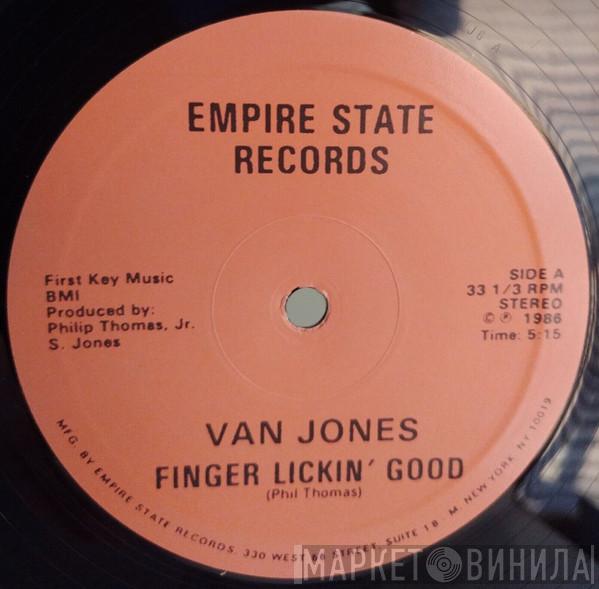 EMPIRE STATE
RECORDS
First Key Music
BMI
Produced by:
Philip Thomas, Jr.
S. Jones
SIDE A
33 1/3 RPM
STEREO
© ℗ 1986
Time: 5:15
VAN JONES
FINGER LICKIN' GOOD
(Phil Thomas)
MFG. BY EMPIRE STATE RECORDS, 330 WEST STREET, SUITE 1B - M, NEW YORK, NY 10019
МАРКЕТ ВИНИЛА